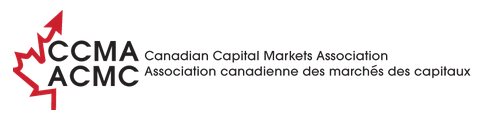 CCMA Canadian Capital Markets Association
ACMC Association canadienne des marchés des capitaux